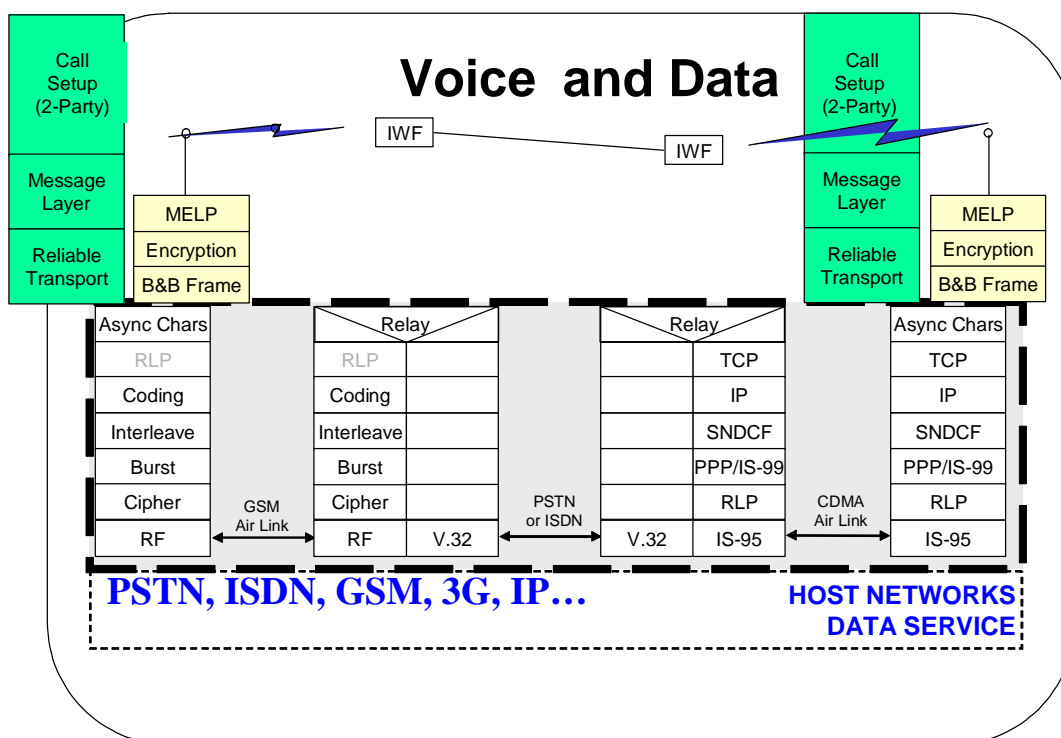 Call
Setup
(2-Party)
Voice and Data
Call
Setup
(2-Party)
IWF
IWF
Message
Layer
Message
Layer
MELP
MELP
Reliable
Transport
Encryption
Reliable
Transport
Encryption
B&B Frame
B&B Frame
Async Chars
Relay
Relay
Async Chars
RLP
RLP
TCP
TCP
Coding
Coding
IP
IP
Interleave
Interleave
SNDCF
SNDCF
Burst
Burst
PPP/IS-99
PPP/IS-99
Cipher
GSM
Air Link
Cipher
PSTN
or ISDN
RLP
CDMA
Air Link
RLP
RF
RF
V.32
V.32
IS-95
IS-95
PSTN, ISDN, GSM, 3G, IP…
HOST NETWORKS
DATA SERVICE